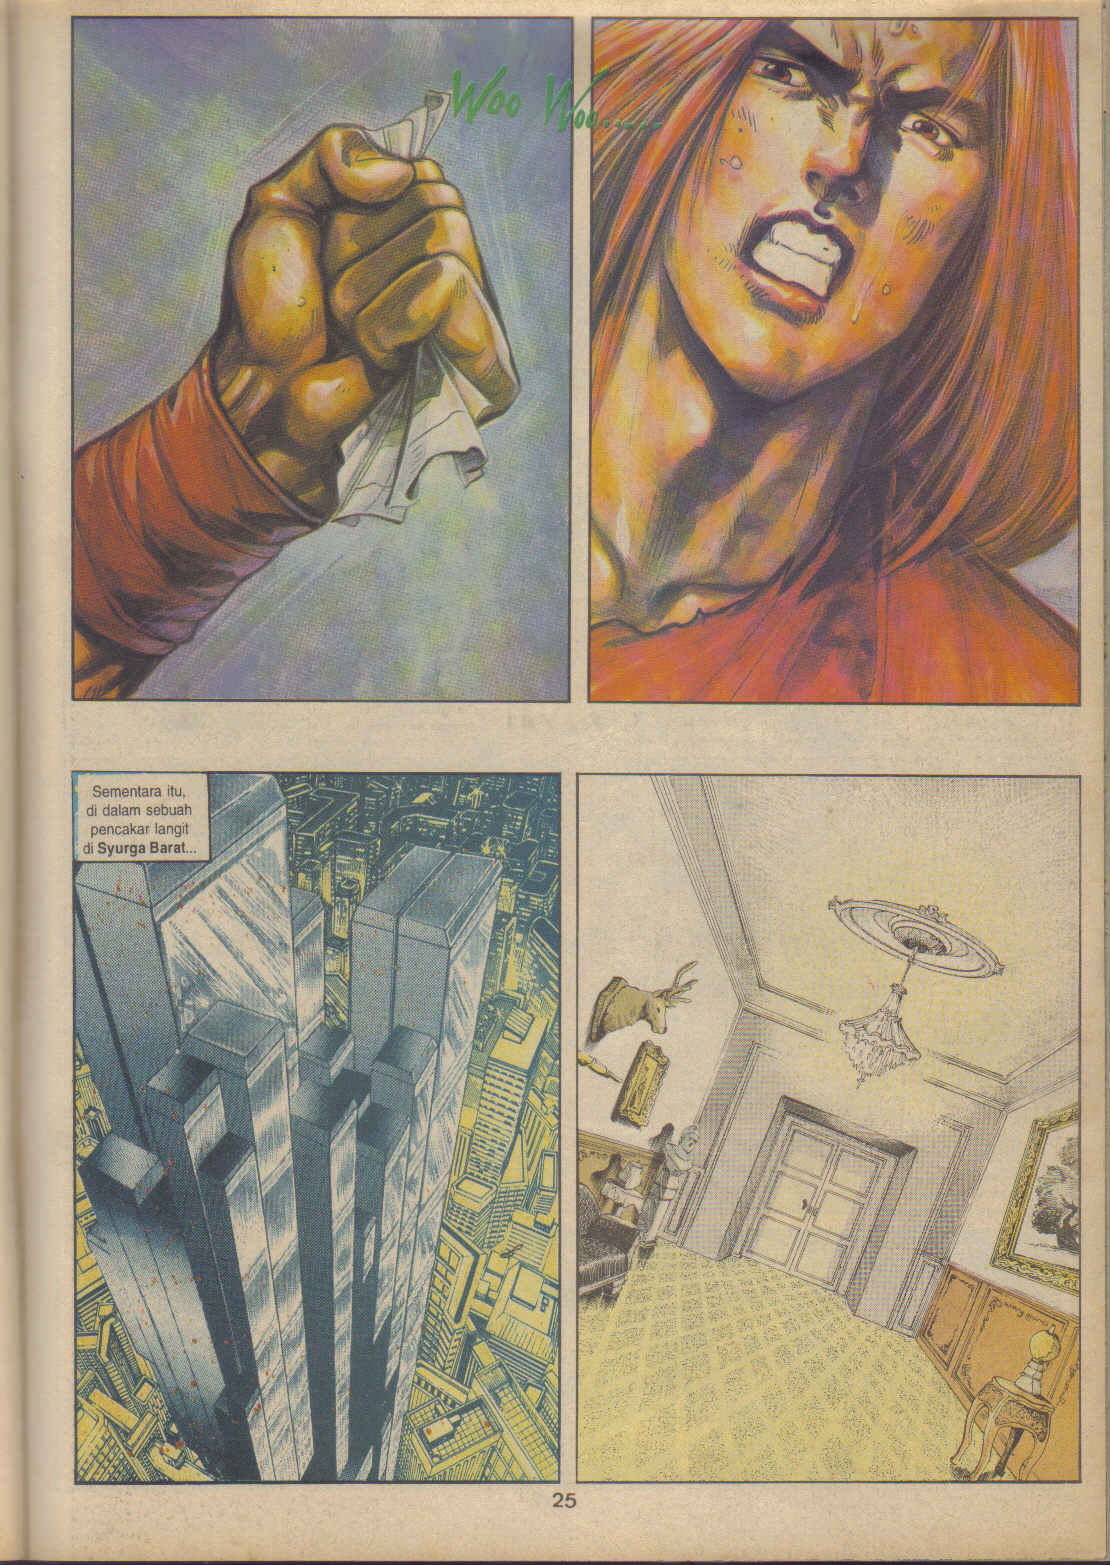 Woo Woo......
Sementara itu,
di dalam sebuah
pencakar langit
di Syurga Barat...
25